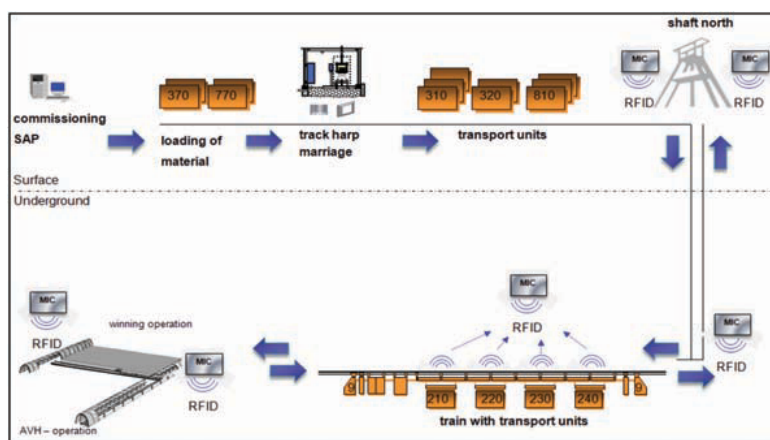 shaft north
MIC
MIC
RFID
RFID
370
770
310
320
810
commissioning
SAP
loading of
material
track harp
marriage
transport units
Surface
Underground
MIC
RFID
winning operation
MIC
RFID
AVH – operation
MIC
RFID
MIC
RFID
9
210
220
230
240
9
train with transport units